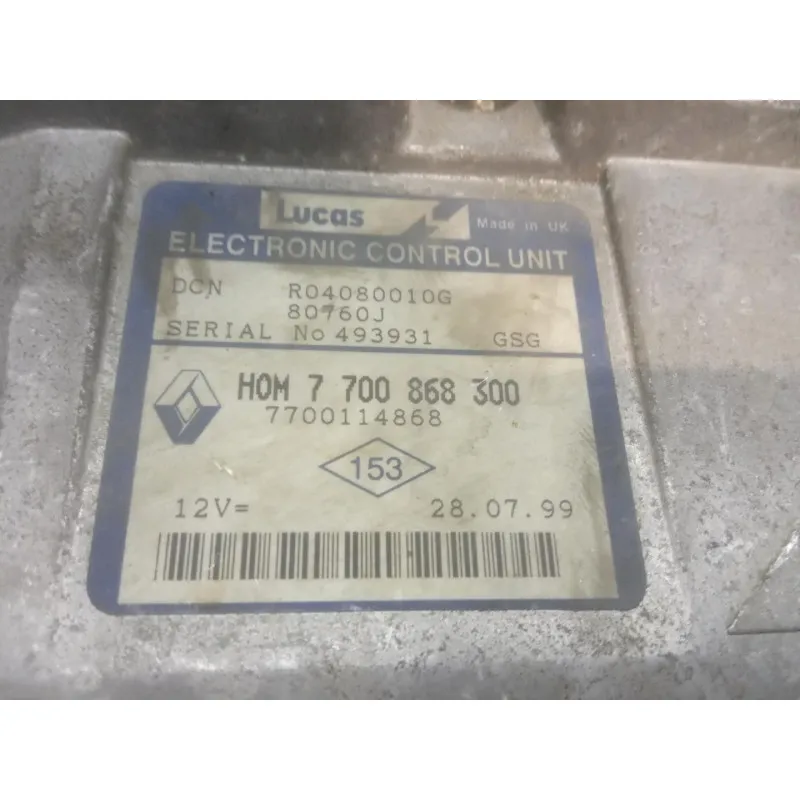 Lucas Made in UK
ELECTRONIC CONTROL UNIT
DCN R04080010G
80760J
SERIAL No 493931 GSG
HOM 7 700 868 300
7700114868
153
12V= 28.07.99